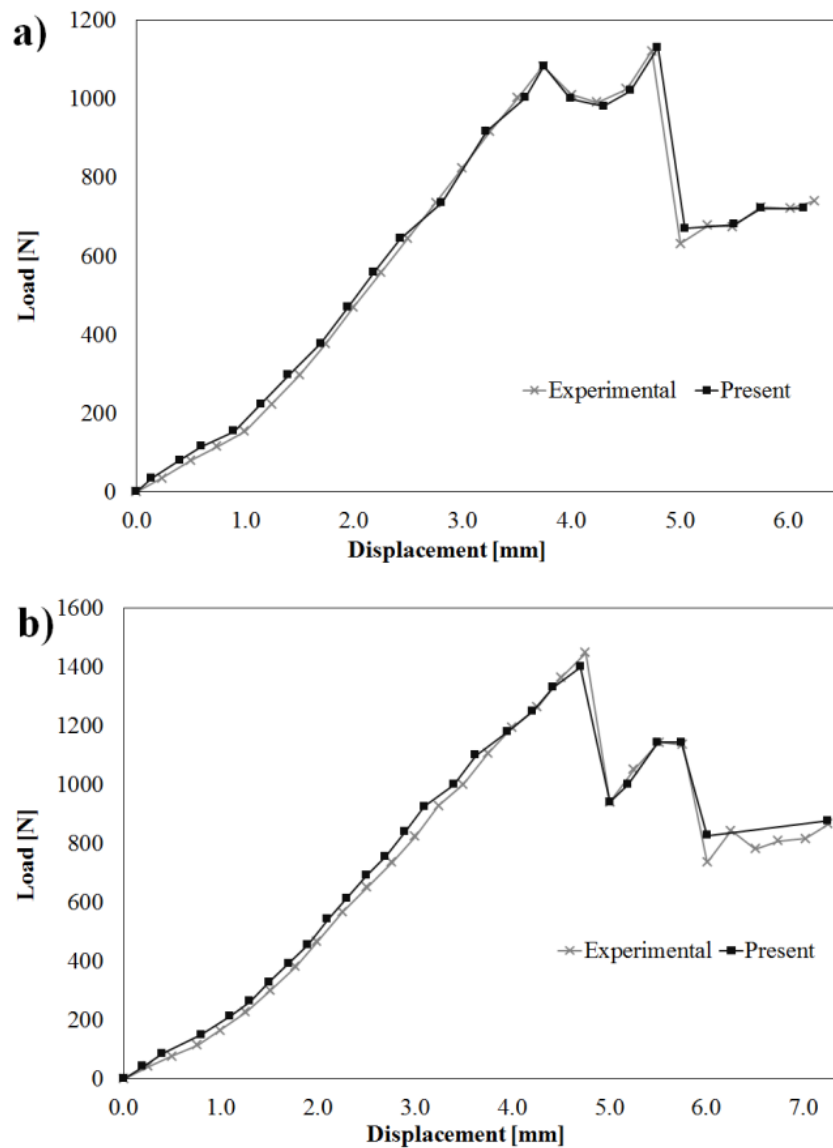 a)
1200
1000
800
600
400
200
0
Load [N]
Experimental
Present
0.0 1.0 2.0 3.0 4.0 5.0 6.0
Displacement [mm]
b)
1600
1400
1200
1000
800
600
400
200
0
Load [N]
Experimental
Present
0.0 1.0 2.0 3.0 4.0 5.0 6.0 7.0
Displacement [mm]